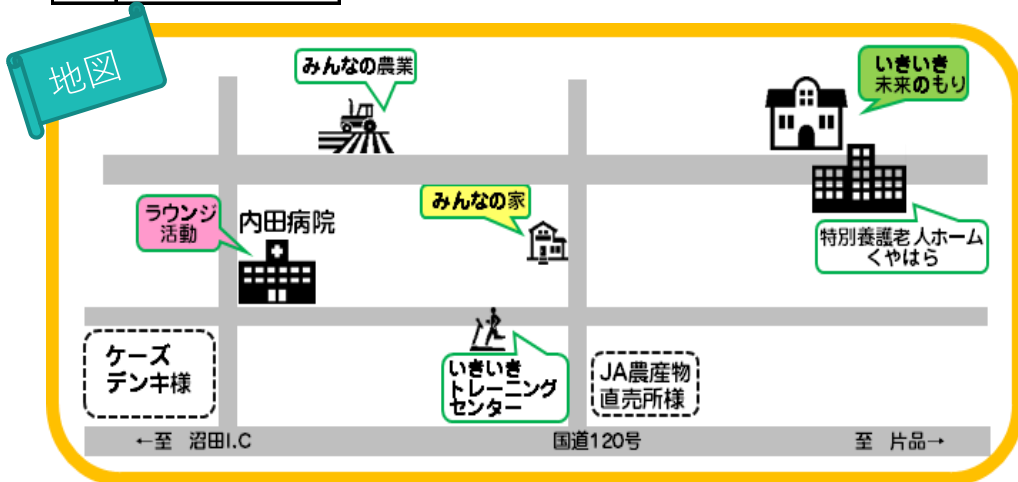 地図
みんなの農業
いきいき
未来のもり
ラウンジ
活動
内田病院
みんなの家
特別養護老人ホーム
くやはら
ケーズ
デンキ様
いきいき
トレーニング
センター
JA農産物
直売所様
←至 沼田I.C
国道120号
至 片品→